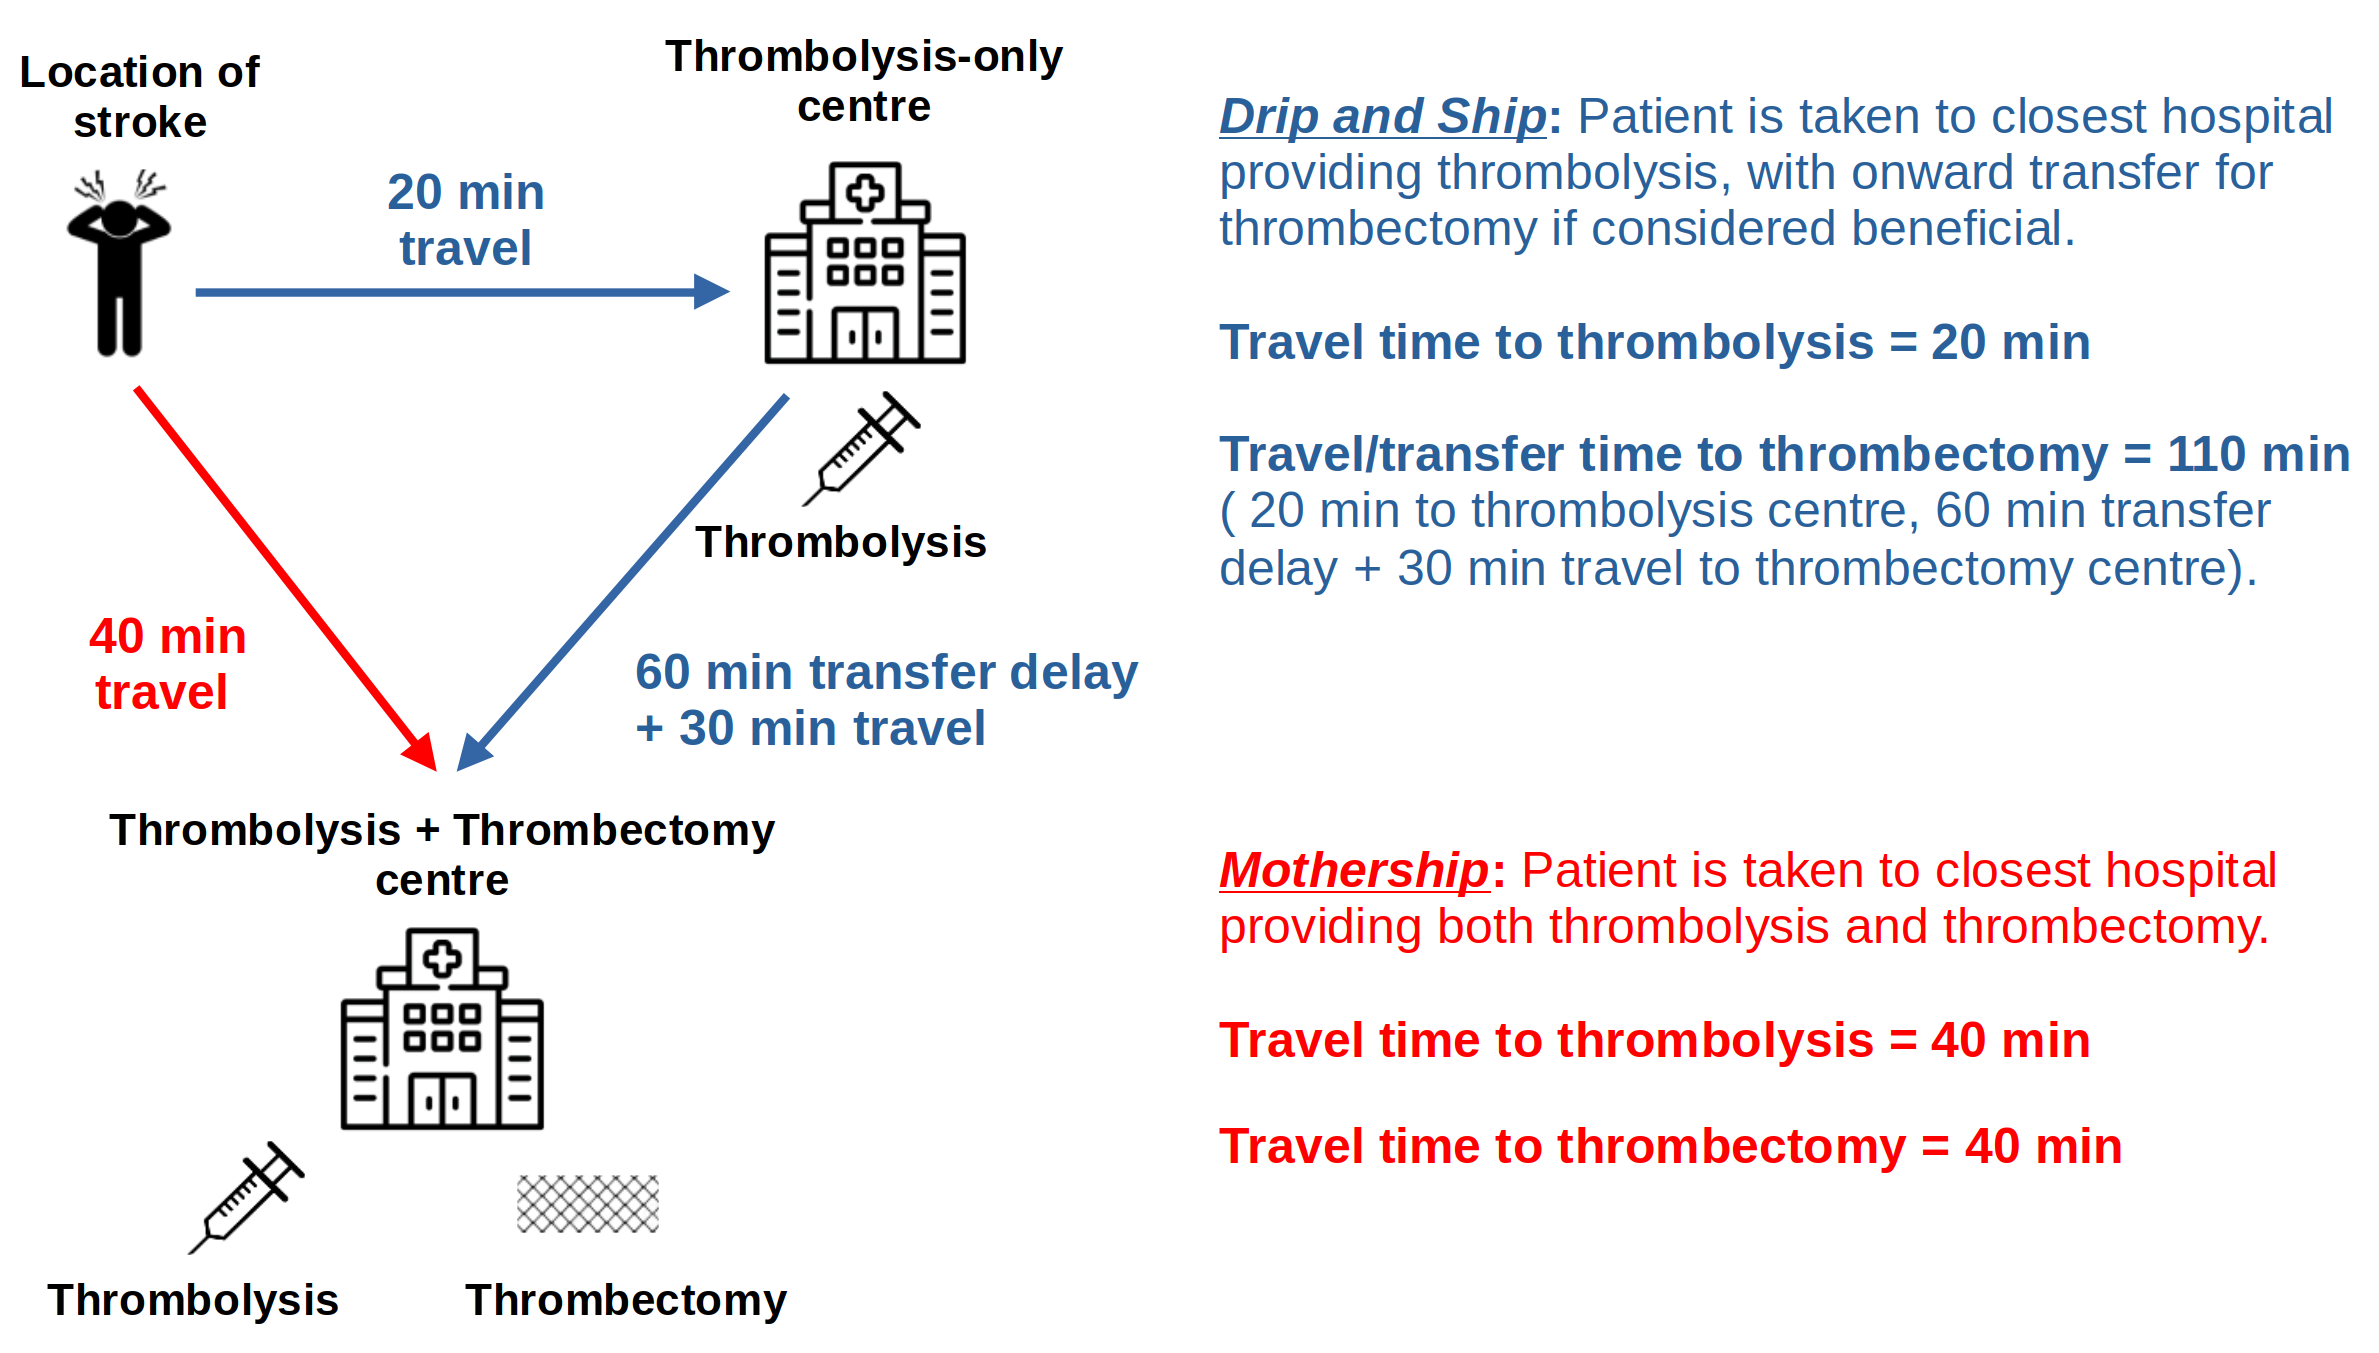 Location of
stroke
Thrombolysis-only
centre
20 min
travel
Thrombolysis
40 min
travel
60 min transfer delay
+ 30 min travel
Thrombolysis + Thrombectomy
centre
Thrombolysis
Thrombectomy
Drip and Ship: Patient is taken to closest hospital
providing thrombolysis, with onward transfer for
thrombectomy if considered beneficial.
Travel time to thrombolysis = 20 min
Travel/transfer time to thrombectomy = 110 min
( 20 min to thrombolysis centre, 60 min transfer
delay + 30 min travel to thrombectomy centre).
Mothership: Patient is taken to closest hospital
providing both thrombolysis and thrombectomy.
Travel time to thrombolysis = 40 min
Travel time to thrombectomy = 40 min